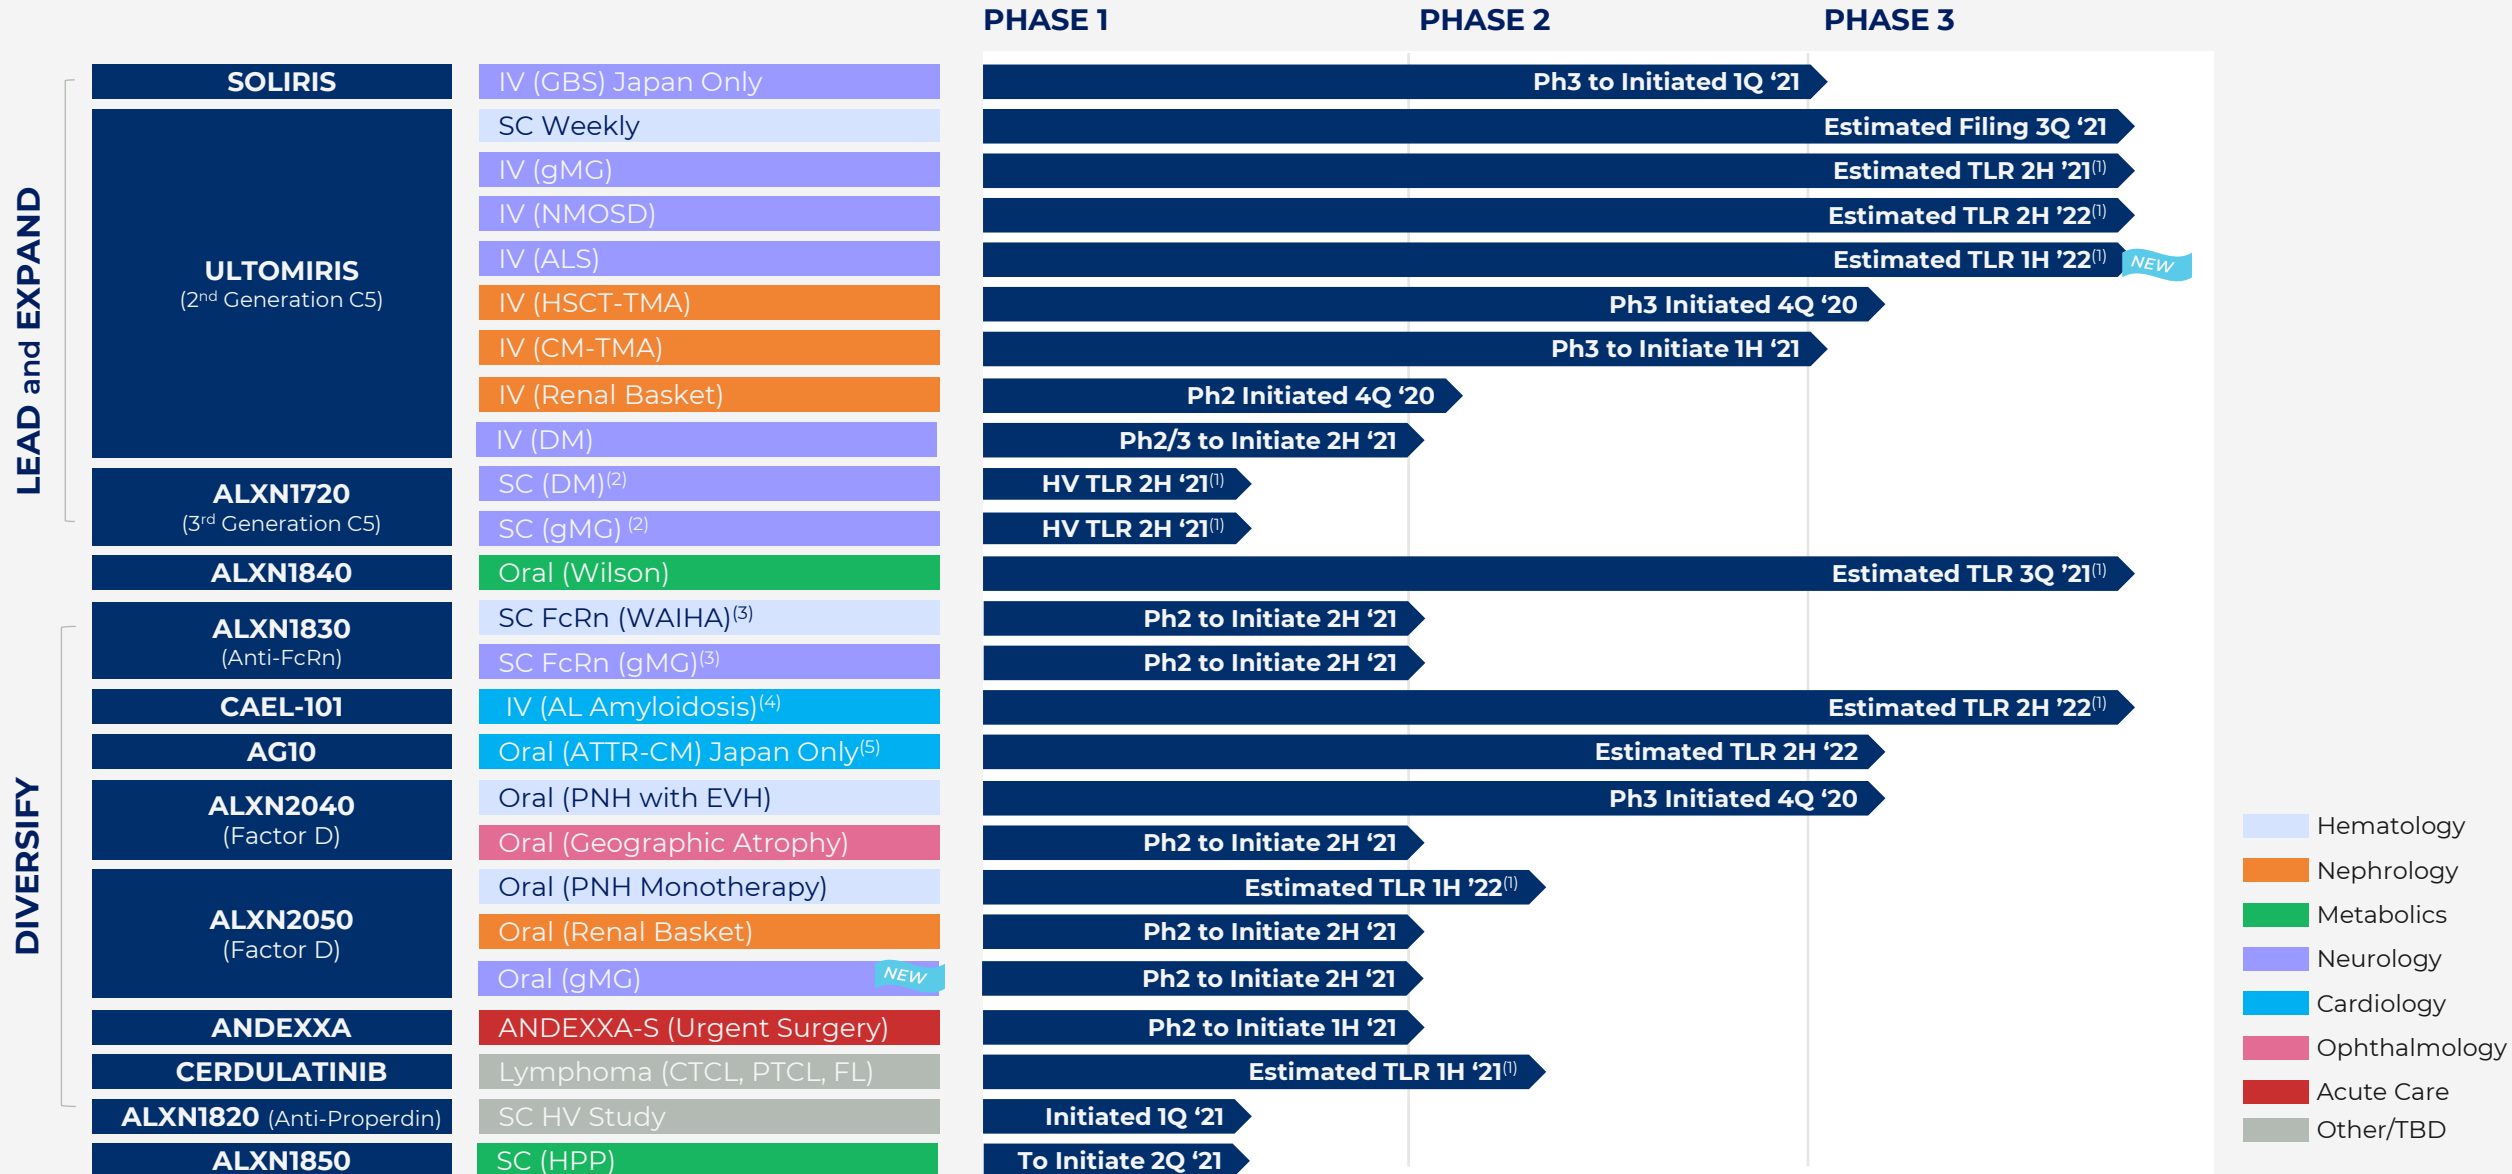 PHASE 1 PHASE 2 PHASE 3
LEAD and EXPAND
SOLIRIS
IV (GBS) Japan Only
Ph3 to Initiated 1Q ‘21
ULTOMIRIS
(2nd Generation C5)
SC Weekly
Estimated Filing 3Q ‘21
IV (gMG)
Estimated TLR 2H ’21(1)
IV (NMOSD)
Estimated TLR 2H ’22(1)
IV (ALS)
Estimated TLR 1H ’22(1)
NEW
IV (HSCT-TMA)
Ph3 Initiated 4Q ‘20
IV (CM-TMA)
Ph3 to Initiate 1H ‘21
IV (Renal Basket)
Ph2 Initiated 4Q ‘20
IV (DM)
Ph2/3 to Initiate 2H ‘21
ALXN1720
(3rd Generation C5)
SC (DM)(2)
HV TLR 2H ‘21(1)
SC (gMG) (2)
HV TLR 2H ‘21(1)
ALXN1840
Oral (Wilson)
Estimated TLR 3Q ’21(1)
DIVERSIFY
ALXN1830
(Anti-FcRn)
SC FcRn (WAIHA)(3)
Ph2 to Initiate 2H ‘21
SC FcRn (gMG)(3)
Ph2 to Initiate 2H ‘21
CAEL-101
IV (AL Amyloidosis)(4)
Estimated TLR 2H ’22(1)
AG10
Oral (ATTR-CM) Japan Only(5)
Estimated TLR 2H ‘22
ALXN2040
(Factor D)
Oral (PNH with EVH)
Ph3 Initiated 4Q ‘20
Oral (Geographic Atrophy)
Ph2 to Initiate 2H ‘21
ALXN2050
(Factor D)
Oral (PNH Monotherapy)
Estimated TLR 1H ’22(1)
Oral (Renal Basket)
Ph2 to Initiate 2H ‘21
Oral (gMG)
NEW
Ph2 to Initiate 2H ‘21
ANDEXXA
ANDEXXA-S (Urgent Surgery)
Ph2 to Initiate 1H ‘21
CERDULATINIB
Lymphoma (CTCL, PTCL, FL)
Estimated TLR 1H ‘21(1)
ALXN1820 (Anti-Properdin)
SC HV Study
Initiated 1Q ‘21
ALXN1850
SC (HPP)
To Initiate 2Q ‘21
Hematology
Nephrology
Metabolics
Neurology
Cardiology
Ophthalmology
Acute Care
Other/TBD